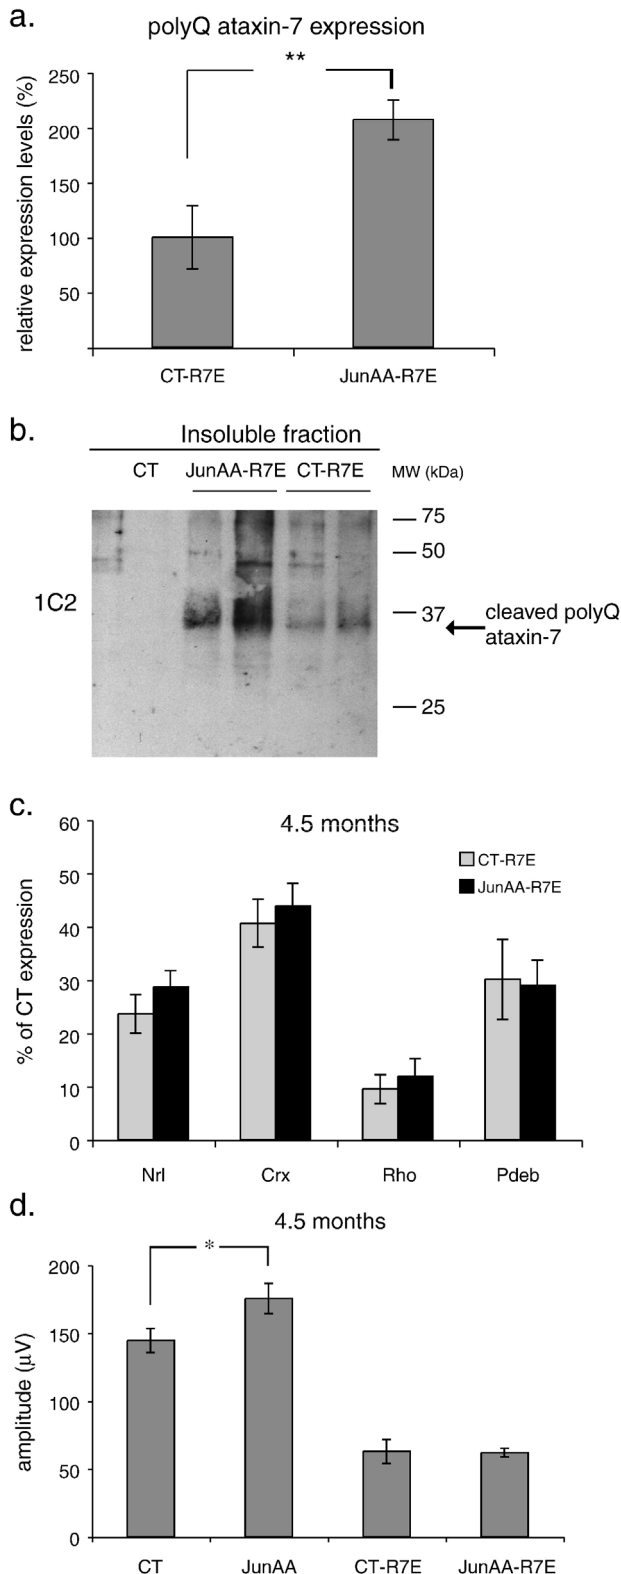 a.
polyQ ataxin-7 expression
**
relative expression levels (%)
250
200
150
100
50
CT-R7E
JunAA-R7E
b.
Insoluble fraction
CT
JunAA-R7E
CT-R7E
MW (kDa)
1C2
75
50
37
25
cleaved polyQ
ataxin-7
c.
4.5 months
% of CT expression
60
50
40
30
20
10
0
CT-R7E
JunAA-R7E
Nrl
Crx
Rho
Pdeb
d.
4.5 months
*
amplitude (µV)
200
150
100
50
0
CT
JunAA
CT-R7E
JunAA-R7E